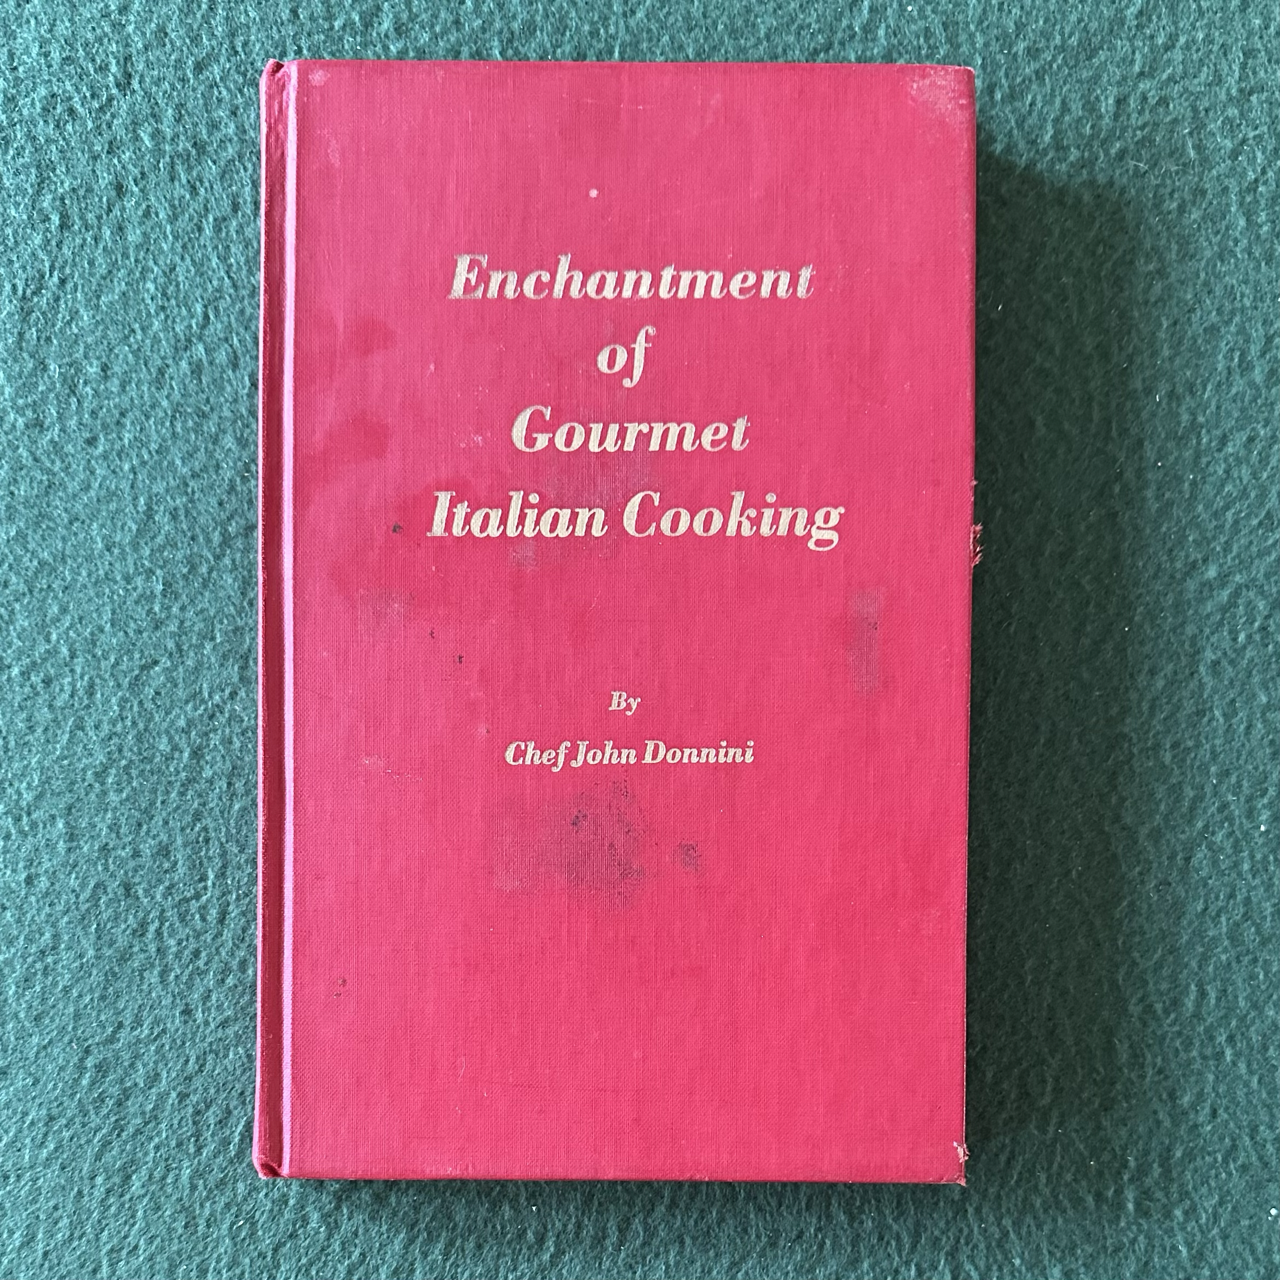 Enchantment
of
Gourmet
Italian Cooking
By
Chef John Donnini